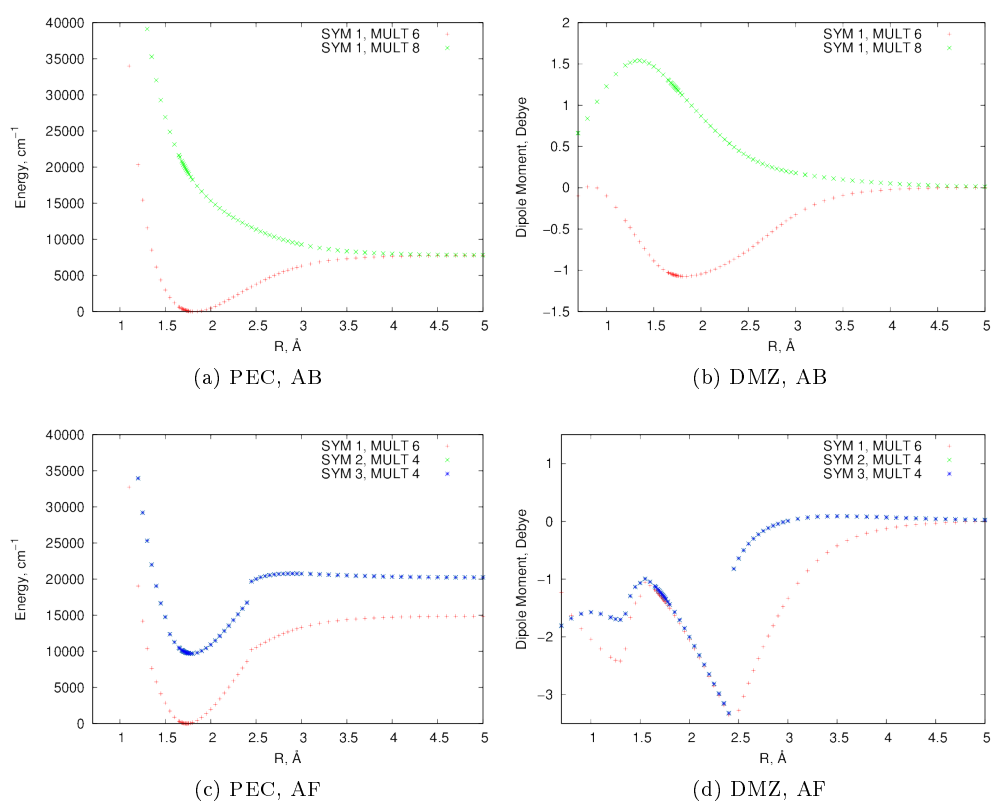 40000
35000
30000
25000
20000
15000
10000
5000
0
Energy, cm−1
SYM 1, MULT 6
SYM 1, MULT 8
1 1.5 2 2.5 3 3.5 4 4.5 5
R, Å
(a) PEC, AB
2
1.5
1
0.5
0
−0.5
−1
−1.5
Dipole Moment, Debye
SYM 1, MULT 6
SYM 1, MULT 8
1 1.5 2 2.5 3 3.5 4 4.5 5
R, Å
(b) DMZ, AB
40000
35000
30000
25000
20000
15000
10000
5000
0
Energy, cm−1
SYM 1, MULT 6
SYM 2, MULT 4
SYM 3, MULT 4
1 1.5 2 2.5 3 3.5 4 4.5 5
R, Å
(c) PEC, AF
1
0
−1
−2
−3
Dipole Moment, Debye
SYM 1, MULT 6
SYM 2, MULT 4
SYM 3, MULT 4
1 1.5 2 2.5 3 3.5 4 4.5 5
R, Å
(d) DMZ, AF